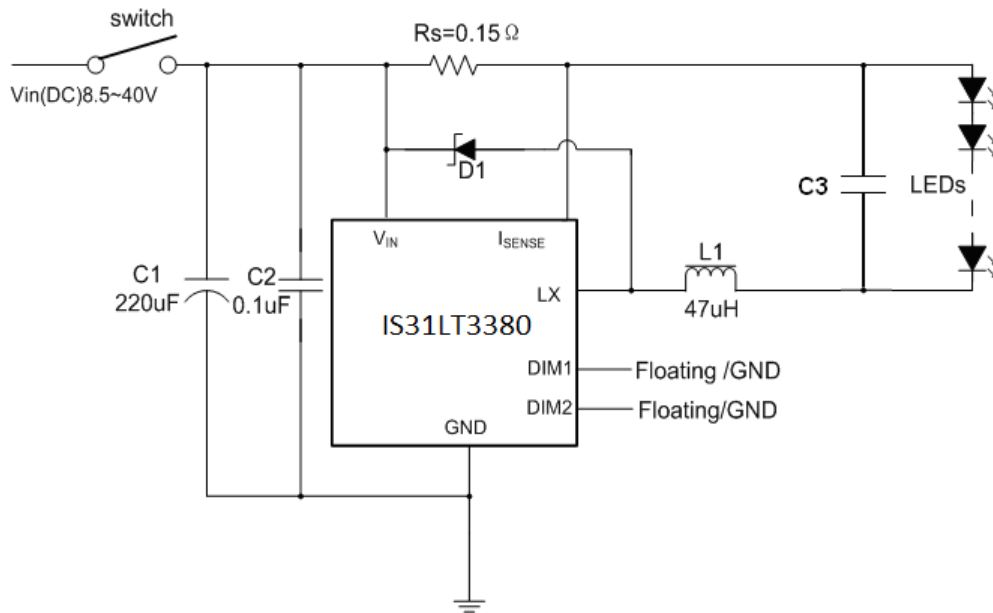 switch
Rs=0.15Ω
Vin(DC)8.5~40V
D1
C3
LEDs
VIN
ISENSE
L1
C1
C2
220uF
0.1uF
LX
47uH
IS31LT3380
DIM1
Floating /GND
DIM2
Floating/GND
GND